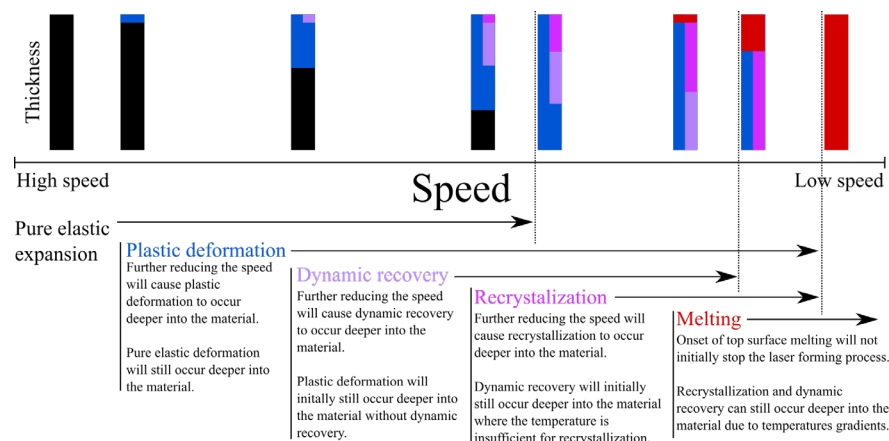 Thickness
High speed
Speed
Low speed
Pure elastic
expansion
Plastic deformation
Further reducing the speed
will cause plastic
deformation to occur
deeper into the material.
Pure elastic deformation
will still occur deeper into
the material.
Dynamic recovery
Further reducing the speed
will cause dynamic recovery
to occur deeper into the
material.
Plastic deformation will
initally still occur deeper into
the material without dynamic
recovery.
Recrystalization
Further reducing the speed will
cause recrystallization to occur
deeper into the material.
Dynamic recovery will initially
still occur deeper into the material
where the temperature is
insufficient for recrystallization.
Melting
Onset of top surface melting will not
initially stop the laser forming process.
Recrystallization and dynamic
recovery can still occur deeper into the
material due to temperatures gradients.